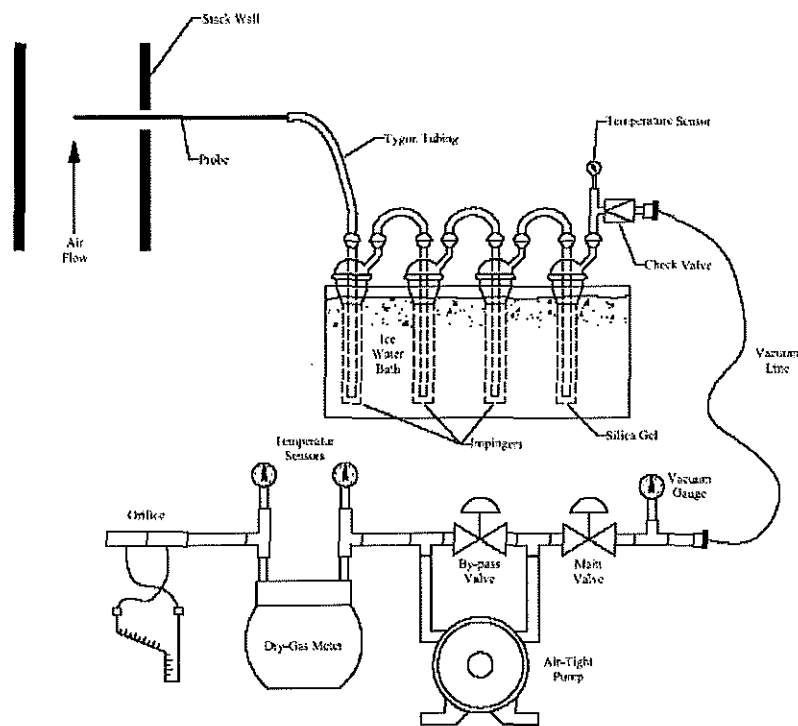 Stack Wall
Temperature Sensor
Tygon Tubing
Probe
Air
Flow
Check Valve
Ice
Water
Bath
Vacuum
Line
Impingers
Silica Gel
Temperatur
Sensors
Vacuum
Gauge
Orifice
By-pass
Valve
Main
Valve
Dry-Gas Meter
Air-Tight
Pump